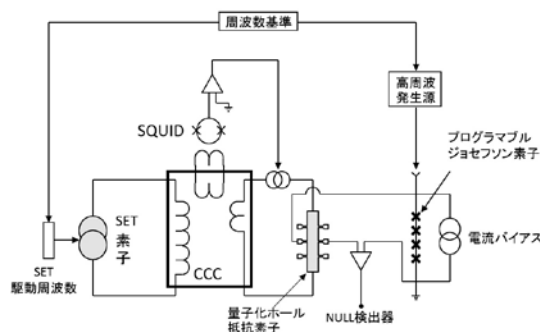 周波数基準
高周波
発生源
SQUID
プログラマブル
ジョセフソン素子
SET
素子
CCC
電流バイアス
SET
駆動周波数
量子化ホール
抵抗素子
NULL検出器